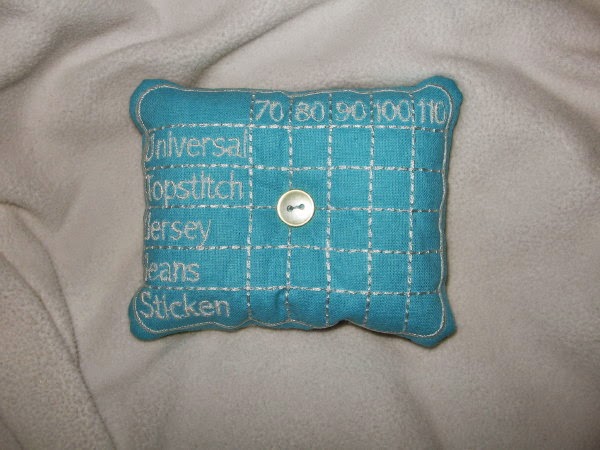 70 80 90 100 110
Universal
Topstitch
Jersey
Jeans
Sticken